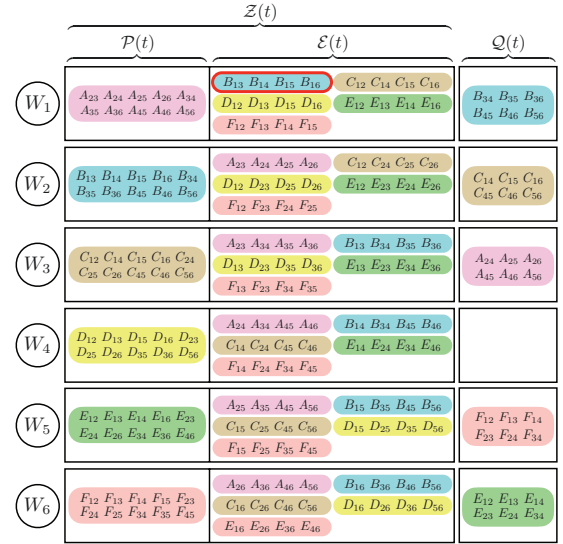 𝒵(t)
𝒫(t) ℰ(t) 𝒬(t)
W₁
A₂₃ A₂₄ A₂₅ A₂₆ A₃₄
A₃₅ A₃₆ A₄₅ A₄₆ A₅₆
B₁₃ B₁₄ B₁₅ B₁₆ C₁₂ C₁₄ C₁₅ C₁₆
D₁₂ D₁₃ D₁₅ D₁₆ E₁₂ E₁₃ E₁₄ E₁₆
F₁₂ F₁₃ F₁₄ F₁₅
B₃₄ B₃₅ B₃₆
B₄₅ B₄₆ B₅₆
W₂
B₁₃ B₁₄ B₁₅ B₁₆ B₃₄
B₃₅ B₃₆ B₄₅ B₄₆ B₅₆
A₂₃ A₂₄ A₂₅ A₂₆ C₁₂ C₂₄ C₂₅ C₂₆
D₁₂ D₂₃ D₂₅ D₂₆ E₁₂ E₂₃ E₂₄ E₂₆
F₁₂ F₂₃ F₂₄ F₂₅
C₁₄ C₁₅ C₁₆
C₄₅ C₄₆ C₅₆
W₃
C₁₂ C₁₄ C₁₅ C₁₆ C₂₄
C₂₅ C₂₆ C₄₅ C₄₆ C₅₆
A₂₃ A₃₄ A₃₅ A₃₆ B₁₃ B₃₄ B₃₅ B₃₆
D₁₃ D₂₃ D₃₅ D₃₆ E₁₃ E₂₃ E₃₄ E₃₆
F₁₃ F₂₃ F₃₄ F₃₅
A₂₄ A₂₅ A₂₆
A₄₅ A₄₆ A₅₆
W₄
D₁₂ D₁₃ D₁₅ D₁₆ D₂₃
D₂₅ D₂₆ D₃₅ D₃₆ D₅₆
A₂₄ A₃₄ A₄₅ A₄₆ B₁₄ B₃₄ B₄₅ B₄₆
C₁₄ C₂₄ C₄₅ C₄₆ E₁₄ E₂₄ E₃₄ E₄₆
F₁₄ F₂₄ F₃₄ F₄₅
W₅
E₁₂ E₁₃ E₁₄ E₁₆ E₂₃
E₂₄ E₂₆ E₃₄ E₃₆ E₄₆
A₂₅ A₃₅ A₄₅ A₅₆ B₁₅ B₃₅ B₄₅ B₅₆
C₁₅ C₂₅ C₄₅ C₅₆ D₁₅ D₂₅ D₃₅ D₅₆
F₁₅ F₂₅ F₃₅ F₄₅
F₁₂ F₁₃ F₁₄
F₂₃ F₂₄ F₃₄
W₆
F₁₂ F₁₃ F₁₄ F₁₅ F₂₃
F₂₄ F₂₅ F₃₄ F₃₅ F₄₅
A₂₆ A₃₆ A₄₆ A₅₆ B₁₆ B₃₆ B₄₆ B₅₆
C₁₆ C₂₆ C₄₆ C₅₆ D₁₆ D₂₆ D₃₆ D₅₆
E₁₆ E₂₆ E₃₆ E₄₆
E₁₂ E₁₃ E₁₄
E₂₃ E₂₄ E₃₄